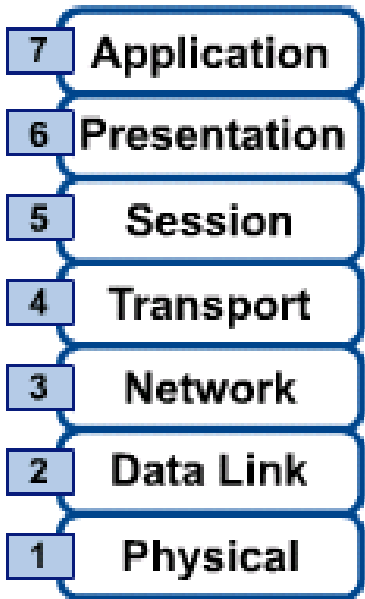 7 Application
6 Presentation
5 Session
4 Transport
3 Network
2 Data Link
1 Physical